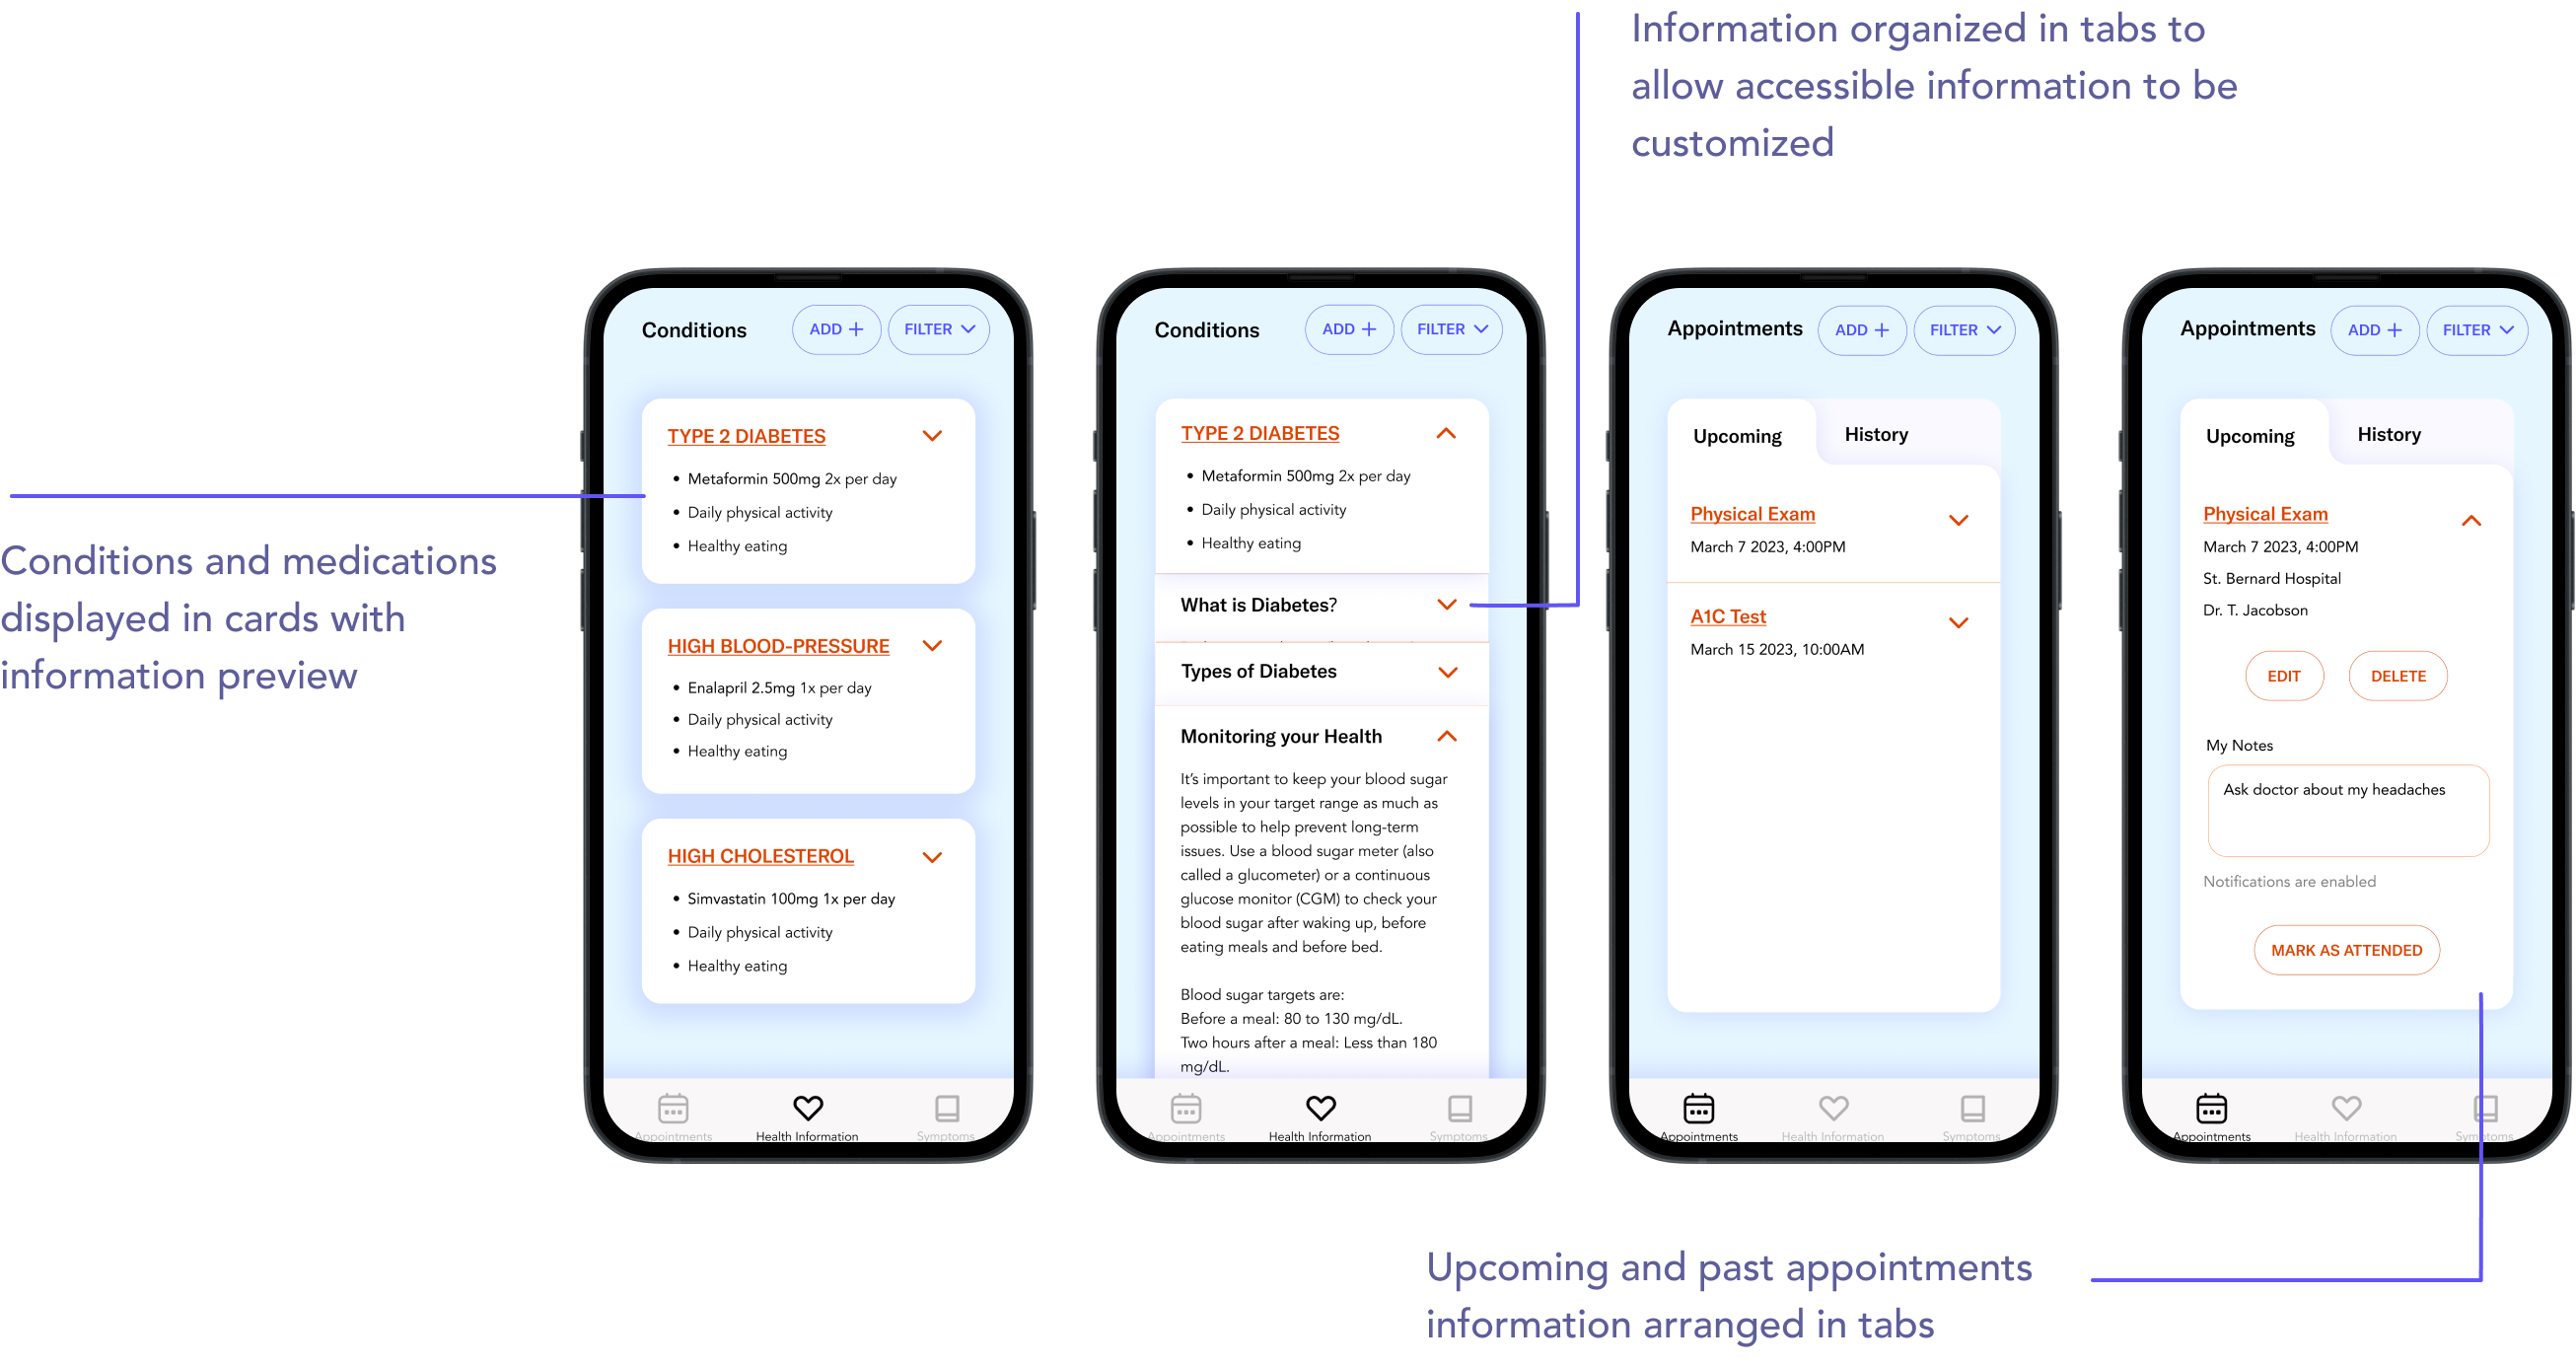 Information organized in tabs to
allow accessible information to be
customized
Conditions and medications
displayed in cards with
information preview
Conditions
ADD +
FILTER
TYPE 2 DIABETES
• Metaformin 500mg 2x per day
• Daily physical activity
• Healthy eating
HIGH BLOOD-PRESSURE
• Enalapril 2.5mg 1x per day
• Daily physical activity
• Healthy eating
HIGH CHOLESTEROL
• Simvastatin 100mg 1x per day
• Daily physical activity
• Healthy eating
Appointments
Health Information
Symptoms
Conditions
ADD +
FILTER
TYPE 2 DIABETES
• Metaformin 500mg 2x per day
• Daily physical activity
• Healthy eating
What is Diabetes?
Types of Diabetes
Monitoring your Health
It's important to keep your blood sugar
levels in your target range as much as
possible to help prevent long-term
issues. Use a blood sugar meter (also
called a glucometer) or a continuous
glucose monitor (CGM) to check your
blood sugar after waking up, before
eating meals and before bed.
Blood sugar targets are:
Before a meal: 80 to 130 mg/dL.
Two hours after a meal: Less than 180
mg/dL.
Appointments
Health Information
Symptoms
Appointments
ADD +
FILTER
Upcoming
History
Physical Exam
March 7 2023, 4:00PM
A1C Test
March 15 2023, 10:00AM
Appointments
Health Information
Symptoms
Appointments
ADD +
FILTER
Upcoming
History
Physical Exam
March 7 2023, 4:00PM
St. Bernard Hospital
Dr. T. Jacobson
EDIT
DELETE
My Notes
Ask doctor about my headaches
Notifications are enabled
MARK AS ATTENDED
Appointments
Health Information
Symptoms
Upcoming and past appointments
information arranged in tabs